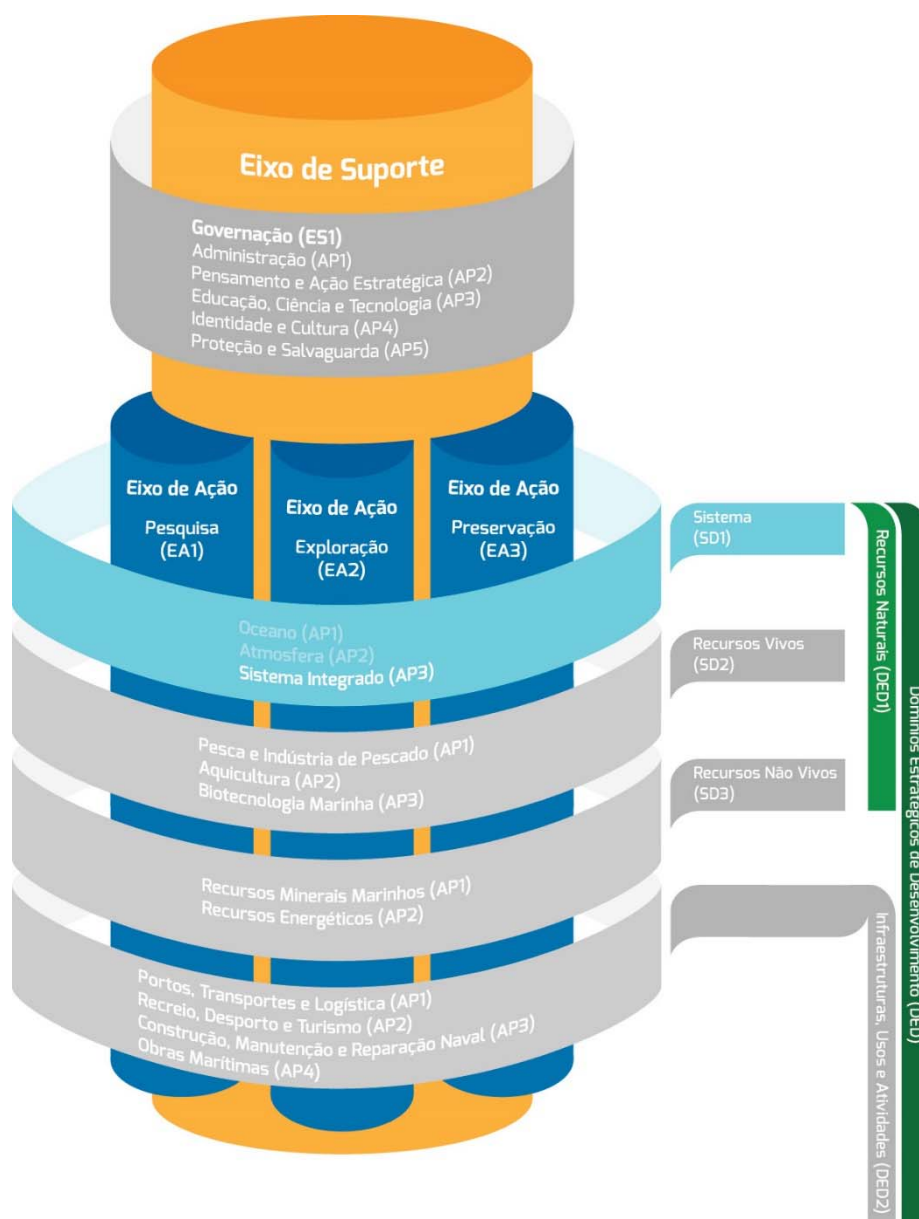 Eixo de Suporte
Governação (ES1)
Administração (AP1)
Pensamento e Ação Estratégica (AP2)
Educação, Ciência e Tecnologia (AP3)
Identidade e Cultura (AP4)
Proteção e Salvaguarda (AP5)
Eixo de Ação
Pesquisa
(EA1)
Eixo de Ação
Exploração
(EA2)
Eixo de Ação
Preservação
(EA3)
Oceano (AP1)
Atmosfera (AP2)
Sistema Integrado (AP3)
Sistema
(SD1)
Pesca e Indústria de Pescado (AP1)
Aquicultura (AP2)
Biotecnologia Marinha (AP3)
Recursos Vivos
(SD2)
Recursos Minerais Marinhos (AP1)
Recursos Energéticos (AP2)
Recursos Não Vivos
(SD3)
Portos, Transportes e Logística (AP1)
Recreio, Desporto e Turismo (AP2)
Construção, Manutenção e Reparação Naval (AP3)
Obras Marítimas (AP4)
Recursos Naturais (DED1)
Infraestruturas, Usos e Atividades (DED2)
Domínios Estratégicos de Desenvolvimento (DED)